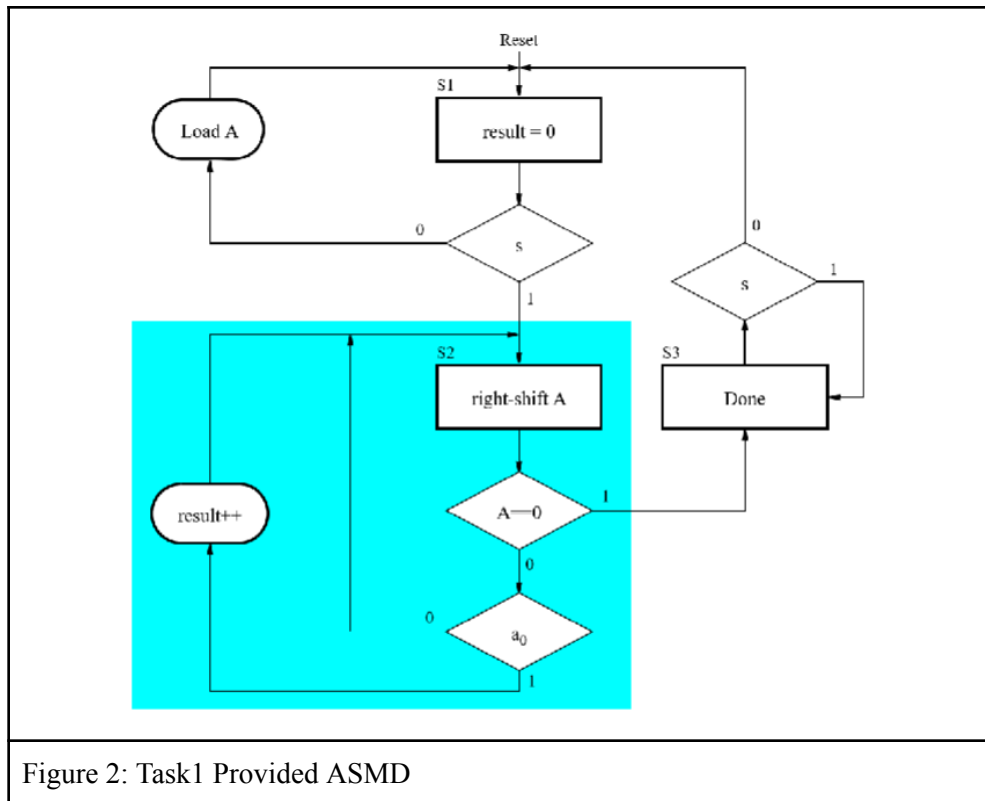 Reset
S1
Load A
result = 0
0
s
1
0
s
1
S2
right-shift A
S3
Done
result++
A==0
1
0
0
a₀
1
Figure 2: Task1 Provided ASMD